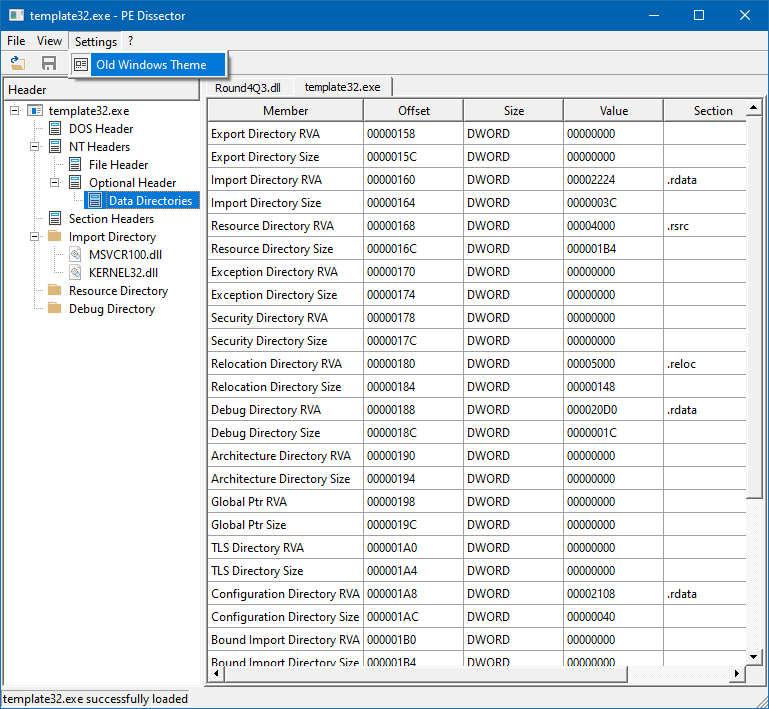 template32.exe - PE Dissector
File View Settings ?
Old Windows Theme
Header
template32.exe
DOS Header
NT Headers
File Header
Optional Header
Data Directories
Section Headers
Import Directory
MSVCR100.dll
KERNEL32.dll
Resource Directory
Debug Directory
Round4Q3.dll template32.exe
Member Offset Size Value Section
Export Directory RVA 00000158 DWORD 00000000
Export Directory Size 0000015C DWORD 00000000
Import Directory RVA 00000160 DWORD 00002224 .rdata
Import Directory Size 00000164 DWORD 0000003C
Resource Directory RVA 00000168 DWORD 00004000 .rsrc
Resource Directory Size 0000016C DWORD 000001B4
Exception Directory RVA 00000170 DWORD 00000000
Exception Directory Size 00000174 DWORD 00000000
Security Directory RVA 00000178 DWORD 00000000
Security Directory Size 0000017C DWORD 00000000
Relocation Directory RVA 00000180 DWORD 00005000 .reloc
Relocation Directory Size 00000184 DWORD 00000148
Debug Directory RVA 00000188 DWORD 000020D0 .rdata
Debug Directory Size 0000018C DWORD 0000001C
Architecture Directory RVA 00000190 DWORD 00000000
Architecture Directory Size 00000194 DWORD 00000000
Global Ptr RVA 00000198 DWORD 00000000
Global Ptr Size 0000019C DWORD 00000000
TLS Directory RVA 000001A0 DWORD 00000000
TLS Directory Size 000001A4 DWORD 00000000
Configuration Directory RVA 000001A8 DWORD 00002108 .rdata
Configuration Directory Size 000001AC DWORD 00000040
Bound Import Directory RVA 000001B0 DWORD 00000000
Bound Import Directory Size 000001B4 DWORD 00000000
template32.exe successfully loaded